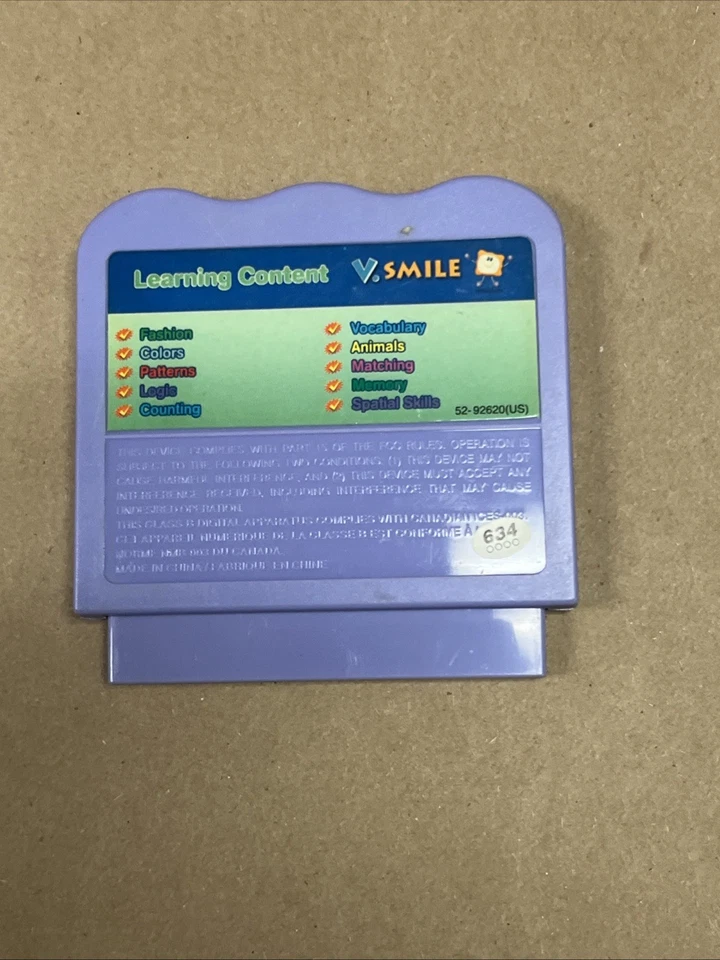 Learning Content V.SMILE
Fashion Vocabulary
Colors Animals
Patterns Matching
Logic Memory
Counting Spatial Skills 52-92620(US)
THIS DEVICE COMPLIES WITH PART 15 OF THE FCC RULES. OPERATION IS
SUBJECT TO THE FOLLOWING TWO CONDITIONS: (1) THIS DEVICE MAY NOT
CAUSE HARMFUL INTERFERENCE, AND (2) THIS DEVICE MUST ACCEPT ANY
INTERFERENCE RECEIVED, INCLUDING INTERFERENCE THAT MAY CAUSE
UNDESIRED OPERATION.
THIS CLASS B DIGITAL APPARATUS COMPLIES WITH CANADIAN ICES-003.
CET APPAREIL NUMERIQUE DE LA CLASSE B EST CONFORME À
NORME NMB-003 DU CANADA.
MADE IN CHINA / FABRIQUE EN CHINE
634